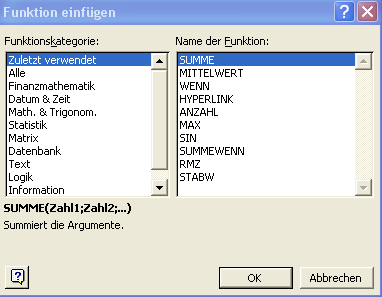 Funktion einfügen
Funktionskategorie:
Zuletzt verwendet
Alle
Finanzmathematik
Datum & Zeit
Math. & Trigonom.
Statistik
Matrix
Datenbank
Text
Logik
Information
Name der Funktion:
SUMME
MITTELWERT
WENN
HYPERLINK
ANZAHL
MAX
SIN
SUMMEWENN
RMZ
STABW
SUMME(Zahl1;Zahl2;...)
Summiert die Argumente.
OK
Abbrechen